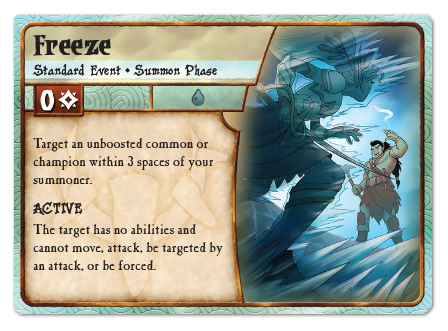 Freeze
Standard Event • Summon Phase
0
Target an unboosted common or
champion within 3 spaces of your
summoner.
ACTIVE
The target has no abilities and
cannot move, attack, be targeted by
an attack, or be forced.